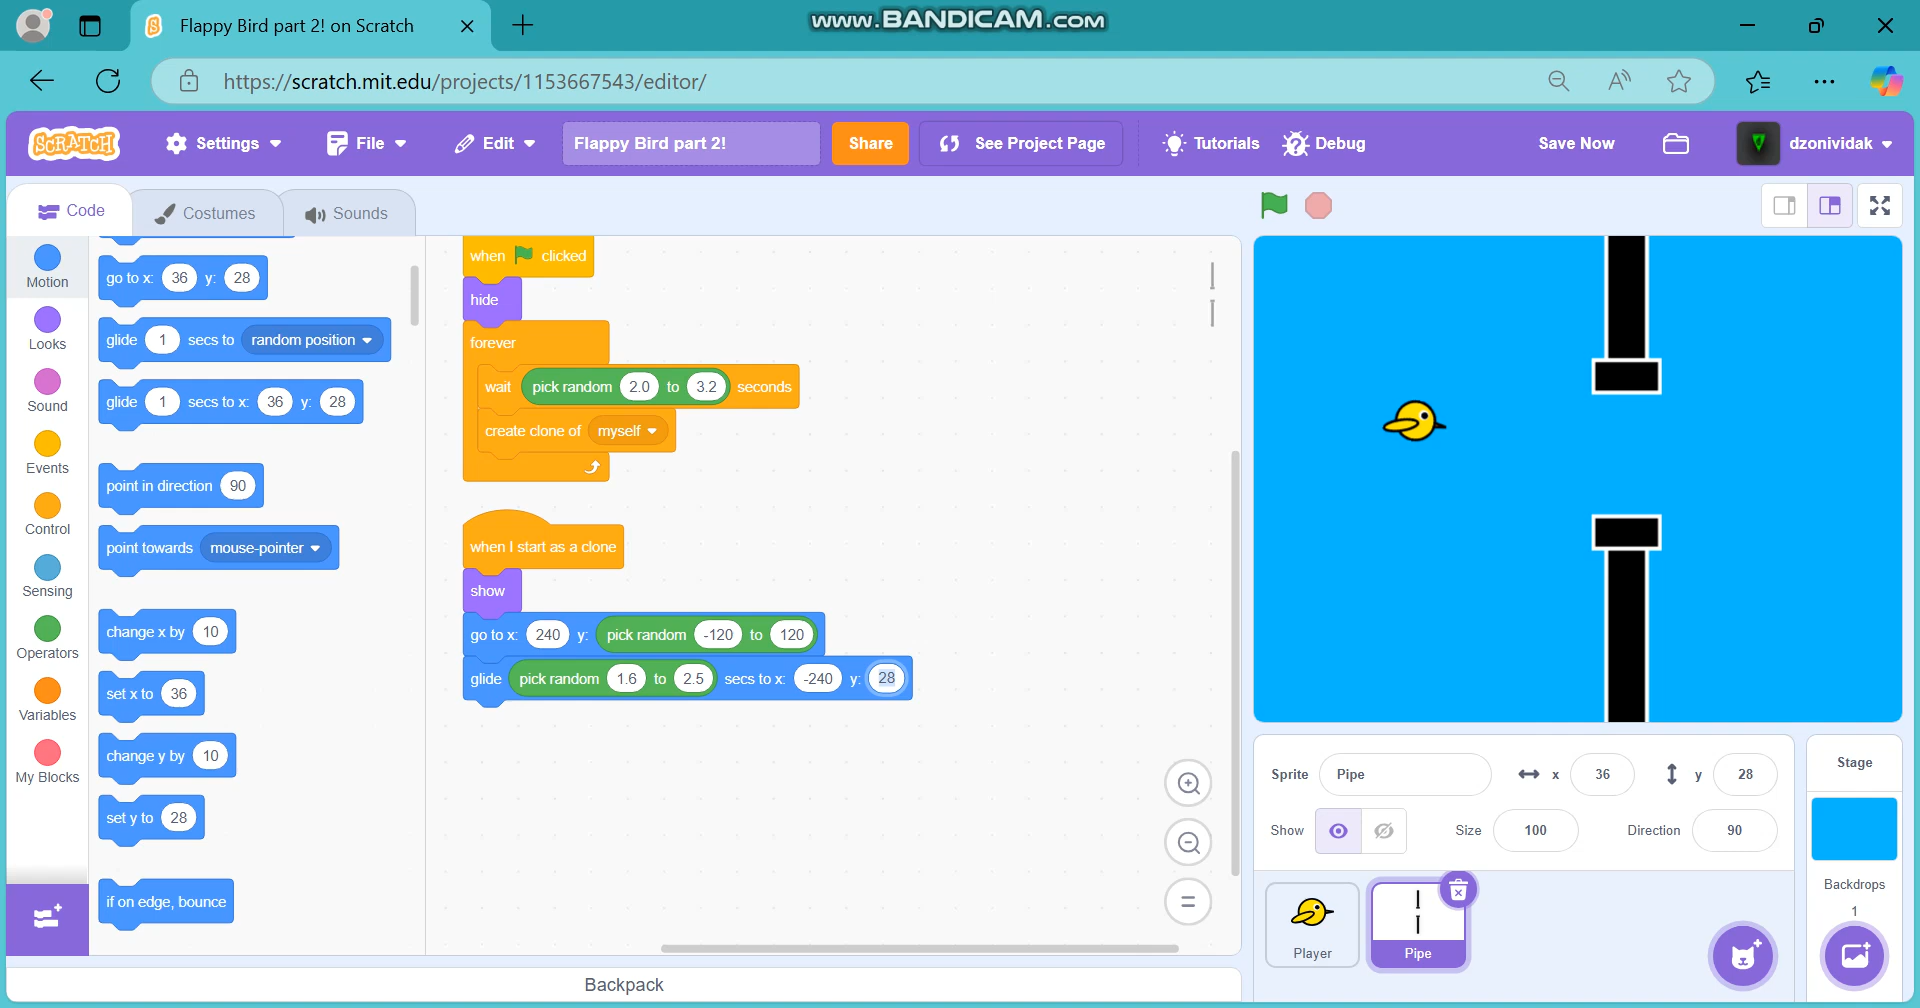 Flappy Bird part 2! on Scratch
www.BANDICAM.com
https://scratch.mit.edu/projects/1153667543/editor/
SCRATCH
Settings
File
Edit
Flappy Bird part 2!
Share
See Project Page
Tutorials
Debug
Save Now
dzonividak
Code
Costumes
Sounds
Motion
Looks
Sound
Events
Control
Sensing
Operators
Variables
My Blocks
go to x: 36 y: 28
glide 1 secs to random position
glide 1 secs to x: 36 y: 28
point in direction 90
point towards mouse-pointer
change x by 10
set x to 36
change y by 10
set y to 28
if on edge, bounce
when clicked
hide
forever
wait pick random 2.0 to 3.2 seconds
create clone of myself
when I start as a clone
show
go to x: 240 y: pick random -120 to 120
glide pick random 1.6 to 2.5 secs to x: -240 y: 28
Backpack
Sprite Pipe x 36 y 28
Show Size 100 Direction 90
Player
Pipe
Stage
Backdrops
1